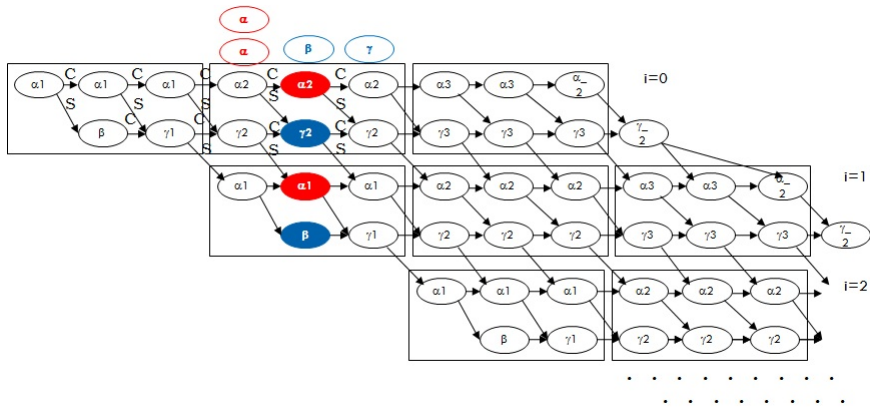 α
α β γ
C C C C C
α1 α1 α1 α2 α2 α2 α3 α3 α_2 i=0
S S S S S
C C C C
β γ1 γ2 γ2 γ2 γ3 γ3 γ3 γ_2
S S S
α1 α1 α1 α2 α2 α2 α3 α3 α_2 i=1
β γ1 γ2 γ2 γ2 γ3 γ3 γ3 γ_2
α1 α1 α1 α2 α2 α2 i=2
β γ1 γ2 γ2 γ2
. . . . . . . . .
. . . . . . . .